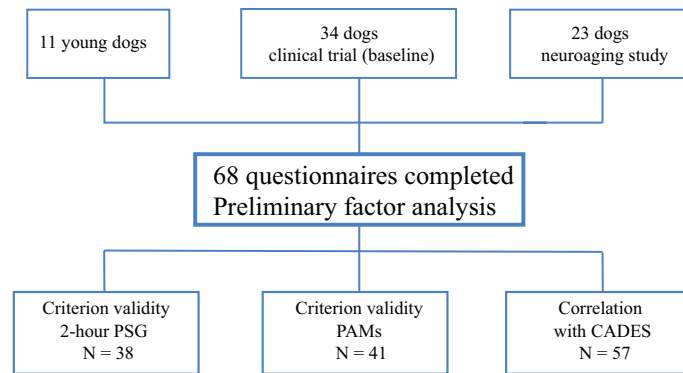 11 young dogs
34 dogs
clinical trial (baseline)
23 dogs
neuroaging study
68 questionnaires completed
Preliminary factor analysis
Criterion validity
2-hour PSG
N = 38
Criterion validity
PAMs
N = 41
Correlation
with CADES
N = 57